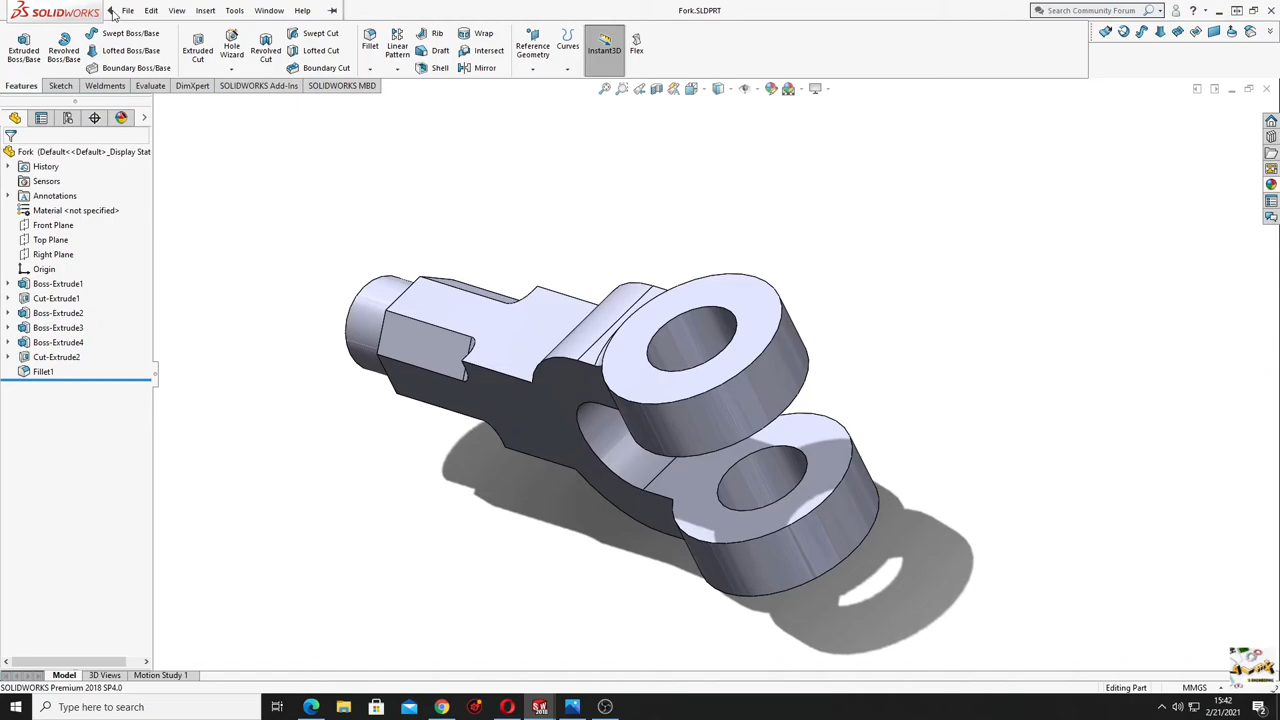 SOLIDWORKS File Edit View Insert Tools Window Help Fork.SLDPRT Search Community Forum
Extruded Boss/Base
Revolved Boss/Base
Swept Boss/Base
Lofted Boss/Base
Boundary Boss/Base
Extruded Cut
Hole Wizard
Revolved Cut
Swept Cut
Lofted Cut
Boundary Cut
Fillet
Linear Pattern
Rib
Draft
Shell
Wrap
Intersect
Mirror
Reference Geometry
Curves
Instant3D
Flex
Features Sketch Weldments Evaluate DimXpert SOLIDWORKS Add-Ins SOLIDWORKS MBD
Fork (Default<<Default>_Display Stat
History
Sensors
Annotations
Material <not specified>
Front Plane
Top Plane
Right Plane
Origin
Boss-Extrude1
Cut-Extrude1
Boss-Extrude2
Boss-Extrude3
Boss-Extrude4
Cut-Extrude2
Fillet1
Model 3D Views Motion Study 1
SOLIDWORKS Premium 2018 SP4.0 Editing Part MMGS
Type here to search
15:42
2/21/2021